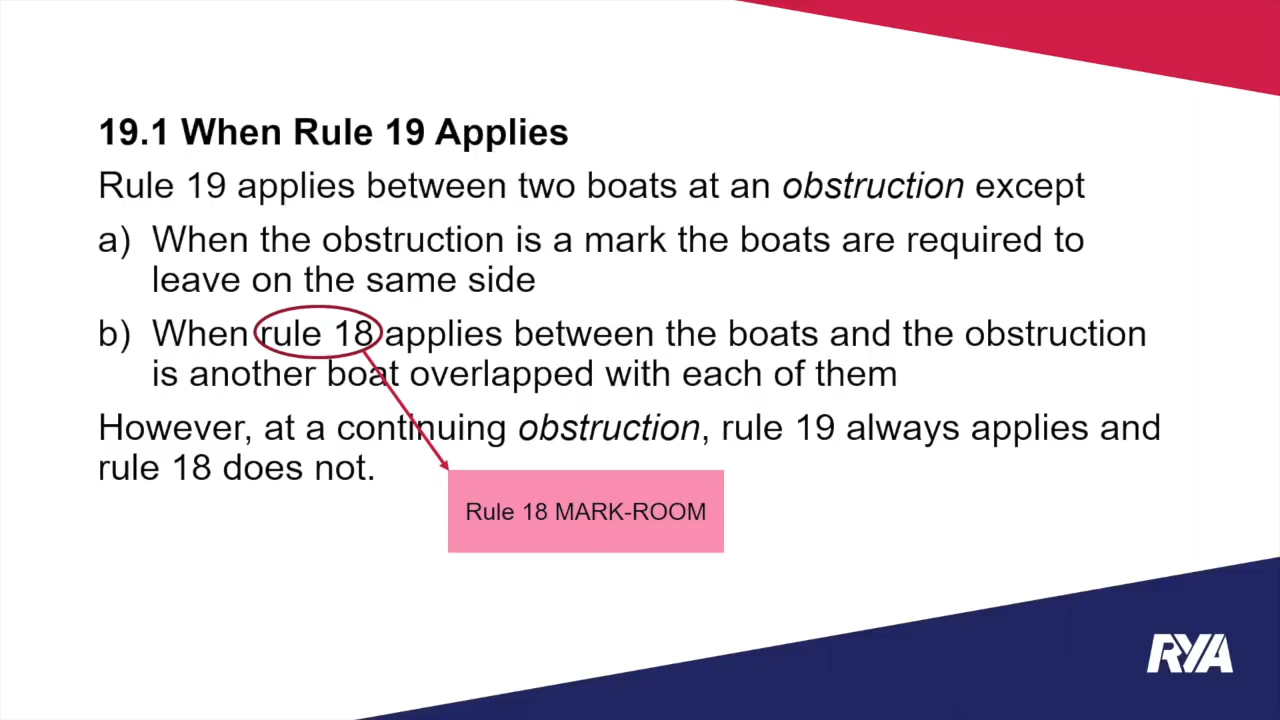 19.1 When Rule 19 Applies
Rule 19 applies between two boats at an obstruction except
a) When the obstruction is a mark the boats are required to
leave on the same side
b) When rule 18 applies between the boats and the obstruction
is another boat overlapped with each of them
However, at a continuing obstruction, rule 19 always applies and
rule 18 does not.
Rule 18 MARK-ROOM
RYA